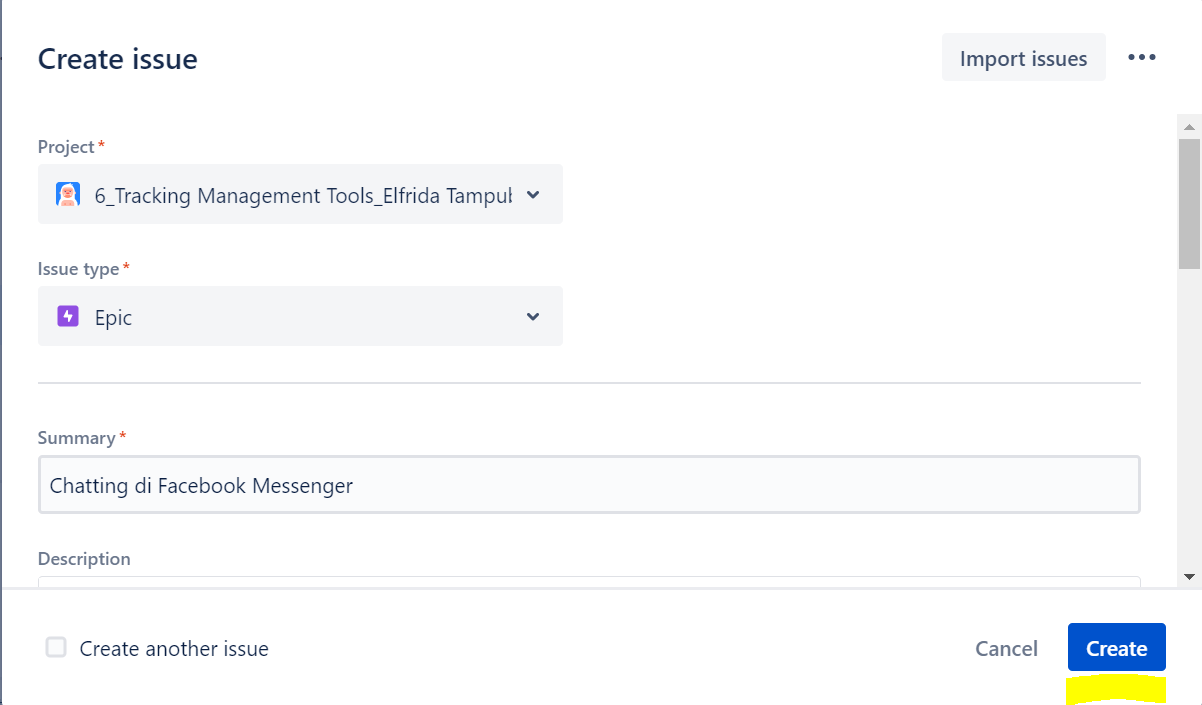 Create issue
Import issues
Project*
6_Tracking Management Tools_Elfrida
Issue type*
Epic
Summary*
Chatting di Facebook Messenger
Description
Create another issue
Cancel
Create